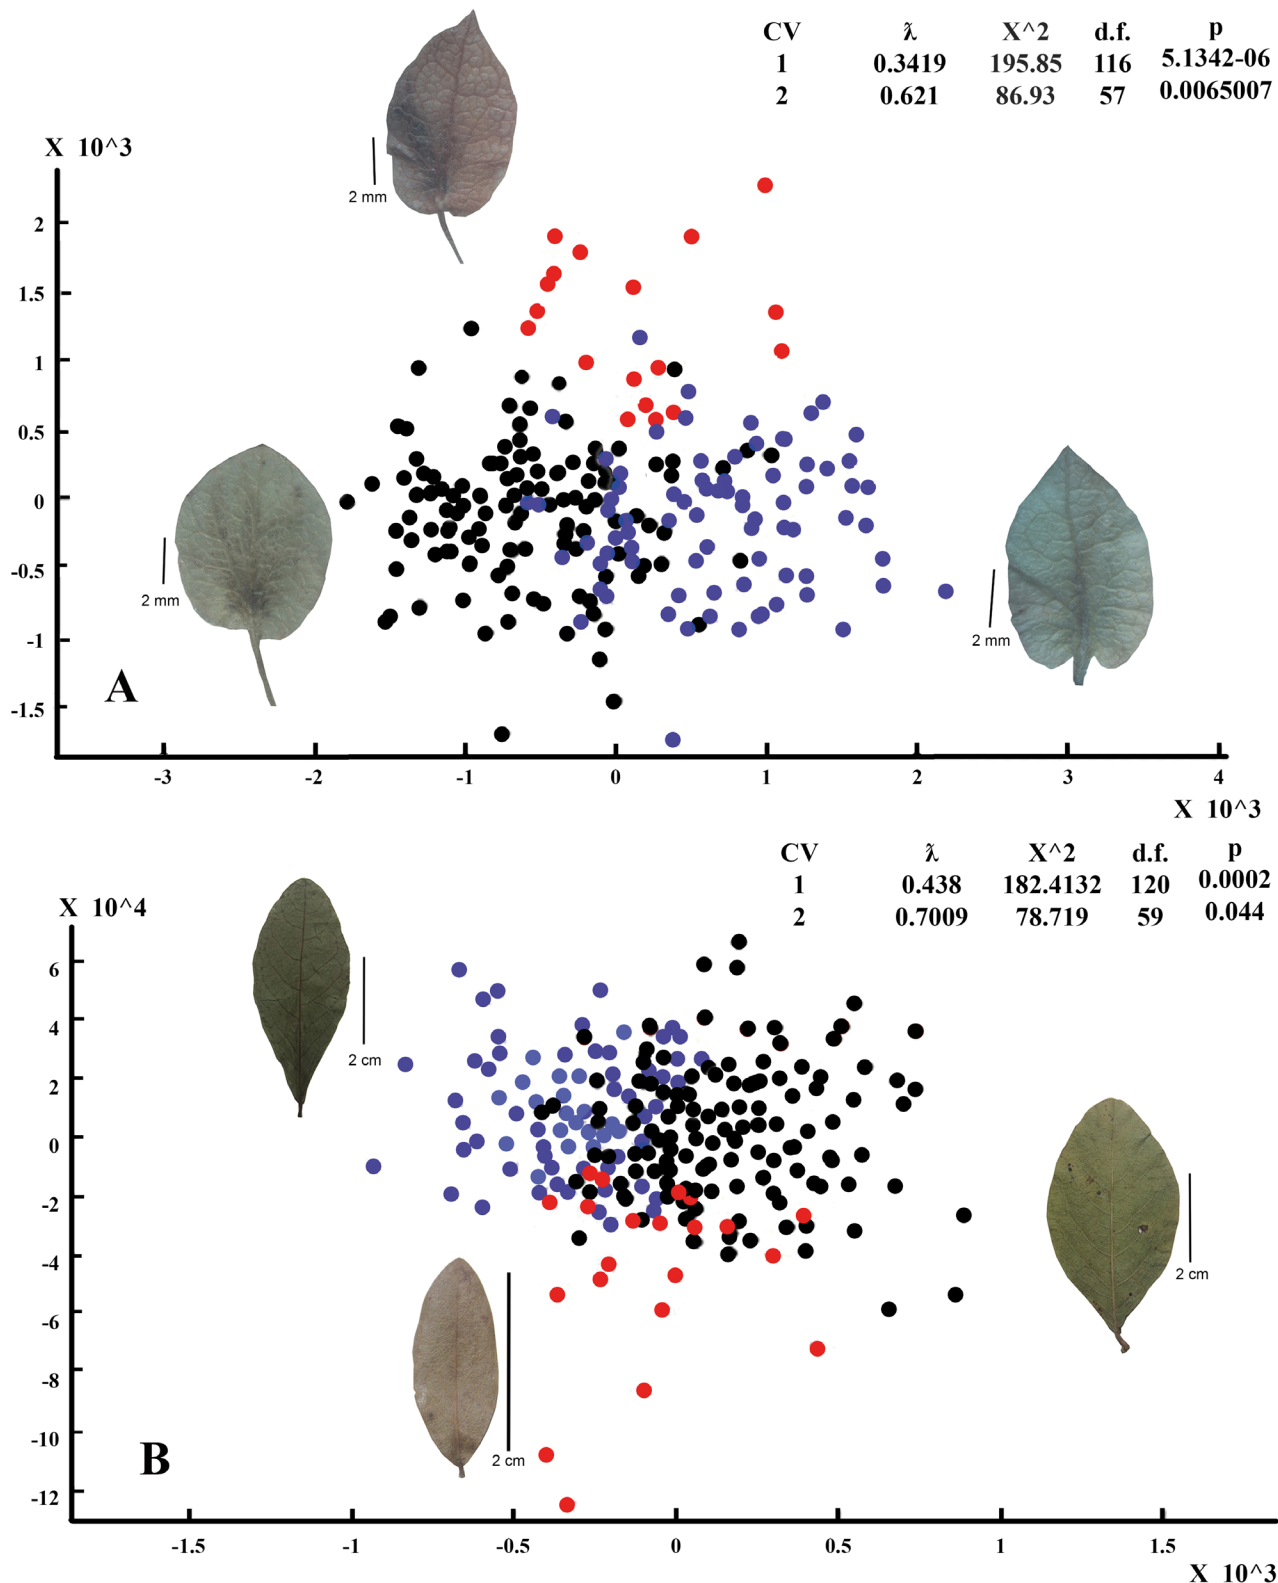 CV λ̃ X^2 d.f. p
1 0.3419 195.85 116 5.1342-06
2 0.621 86.93 57 0.0065007
X 10^3
2 mm
2
1.5
1
0.5
0
-0.5
-1
-1.5
2 mm
2 mm
A
-3 -2 -1 0 1 2 3 4
X 10^3
CV λ̃ X^2 d.f. p
1 0.438 182.4132 120 0.0002
2 0.7009 78.719 59 0.044
X 10^4
6
4
2
0
-2
-4
-6
-8
-10
-12
2 cm
2 cm
2 cm
B
-1.5 -1 -0.5 0 0.5 1 1.5
X 10^3